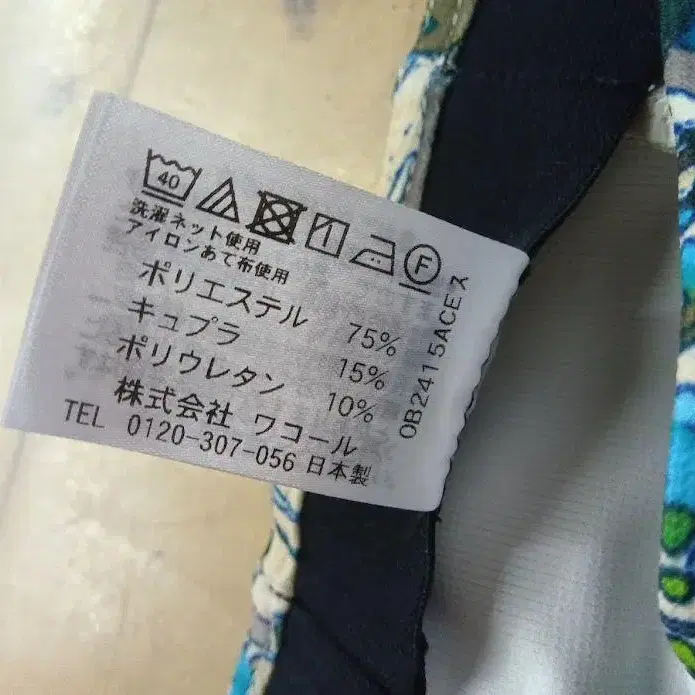 40
F
洗濯ネット使用
アイロンあて布使用
ポリエステル 75%
キュプラ 15%
ポリウレタン 10%
株式会社 ワコール
TEL 0120-307-056 日本製
0B2415ACEス